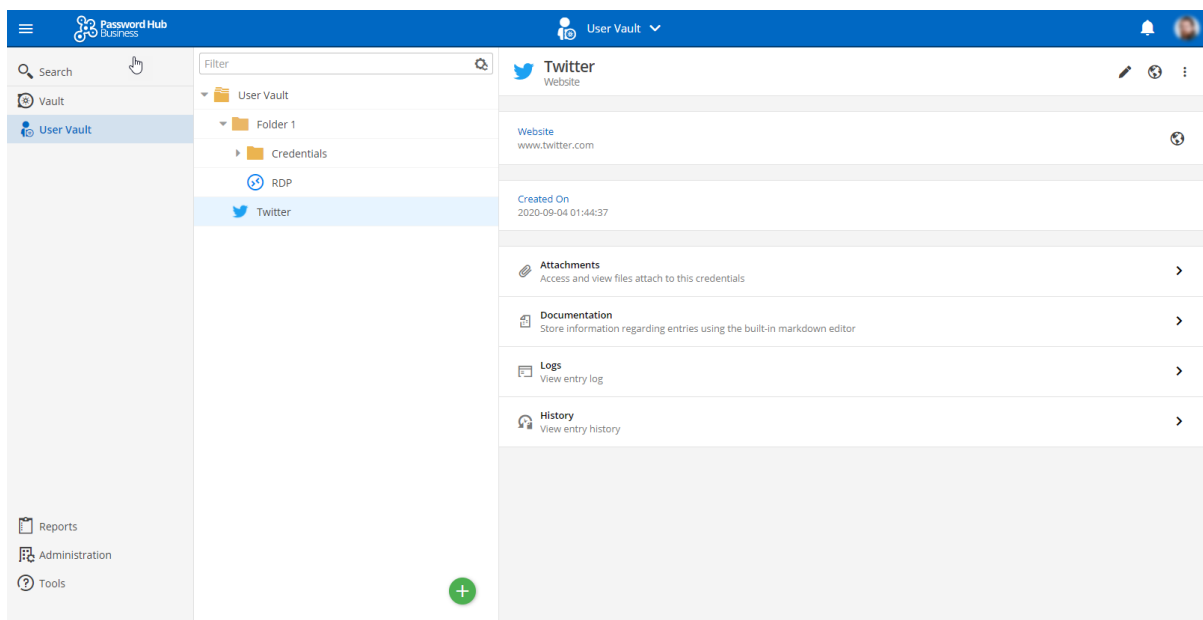 Password Hub
Business
User Vault
Search
Vault
User Vault
Reports
Administration
Tools
Filter
User Vault
Folder 1
Credentials
RDP
Twitter
Twitter
Website
Website
www.twitter.com
Created On
2020-09-04 01:44:37
Attachments
Access and view files attach to this credentials
Documentation
Store information regarding entries using the built-in markdown editor
Logs
View entry log
History
View entry history